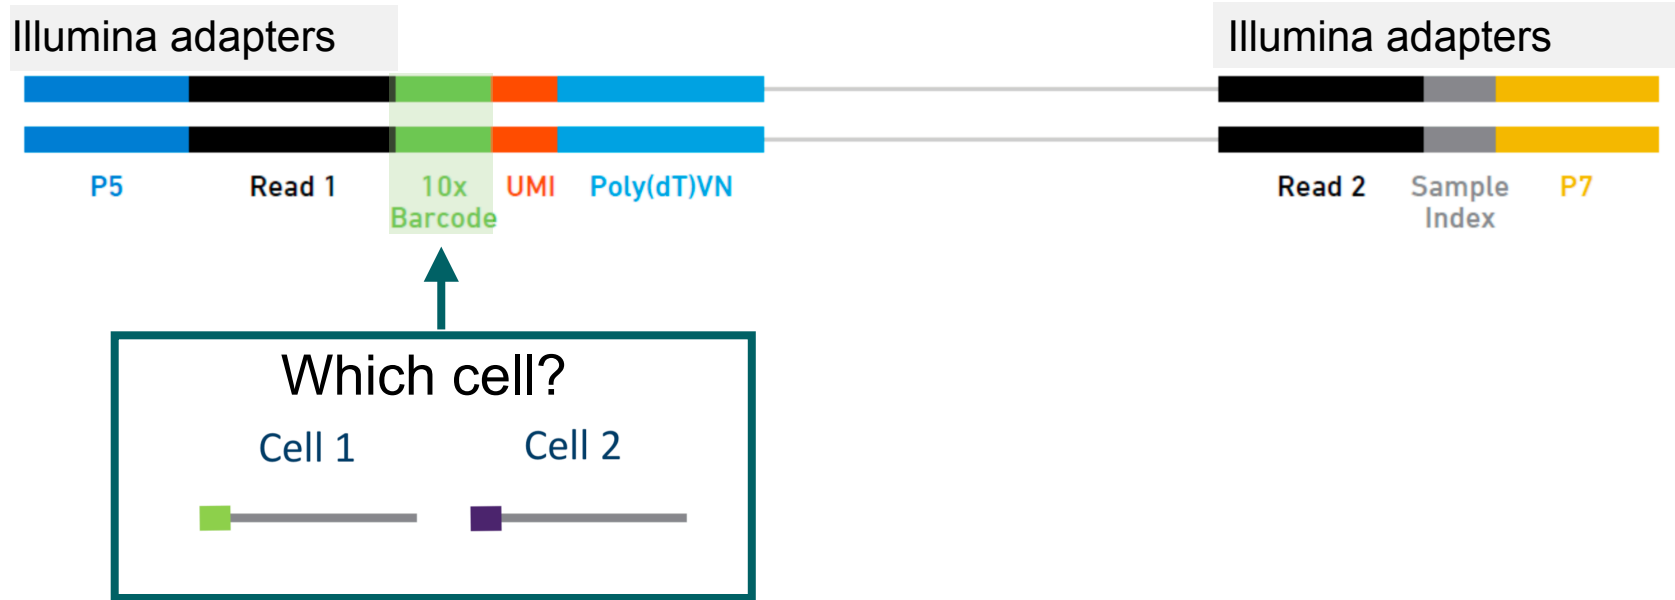 Illumina adapters
Illumina adapters
P5
Read 1
10x
Barcode
UMI
Poly(dT)VN
Read 2
Sample
Index
P7
Which cell?
Cell 1
Cell 2